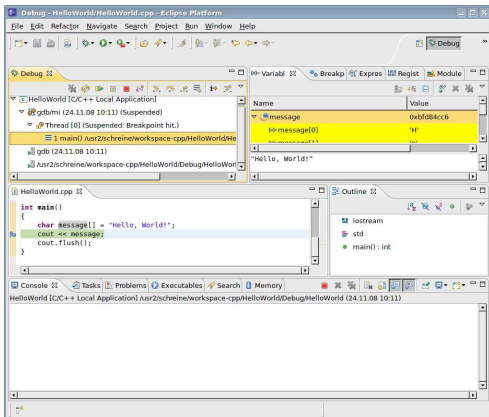 Debug - HelloWorld/HelloWorld.cpp - Eclipse Platform
File Edit Refactor Navigate Search Project Run Window Help
Debug
Debug
Variabl Breakp Expres Regist Module
[C/C++ Local Application]
HelloWorld
gdb/mi (24.11.08 10:11) (Suspended)
Thread [0] (Suspended: Breakpoint hit.)
1 main() /usr2/schreine/workspace-cpp/HelloWorld/He
gdb (24.11.08 10:11)
/usr2/schreine/workspace-cpp/HelloWorld/Debug/HelloWorl
Name Value
message 0xbfd84cc6
message[0] 'H'
"Hello, World!"
HelloWorld.cpp
int main()
{
char message[] = "Hello, World!";
cout << message;
cout.flush();
}
Outline
iostream
std
main() : int
Console Tasks Problems Executables Search Memory
HelloWorld [C/C++ Local Application] /usr2/schreine/workspace-cpp/HelloWorld/Debug/HelloWorld (24.11.08 10:11)